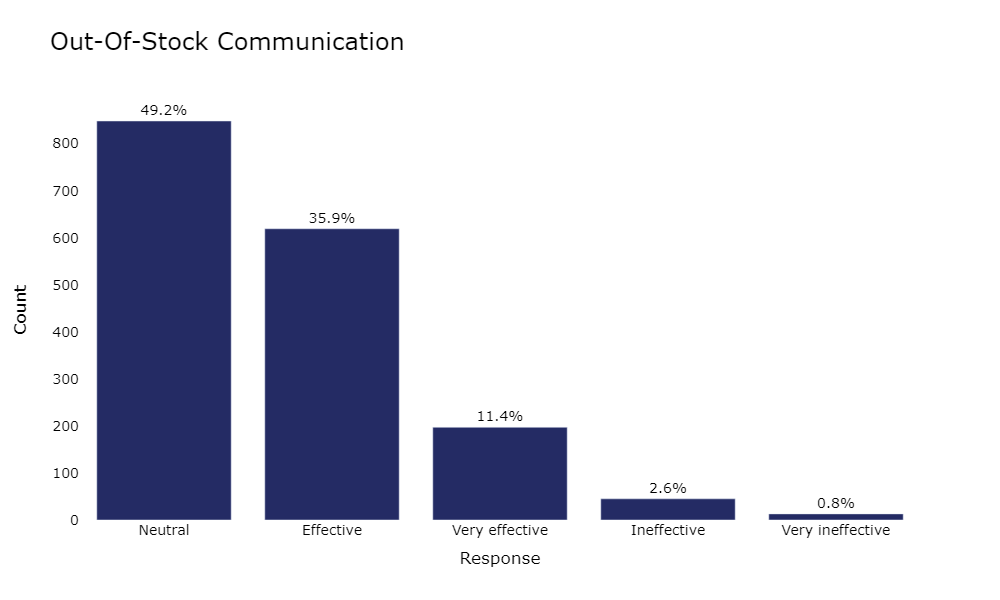 Out-Of-Stock Communication
49.2%
35.9%
11.4%
2.6%
0.8%
800
700
600
500
400
300
200
100
0
Count
Neutral
Effective
Very effective
Ineffective
Very ineffective
Response